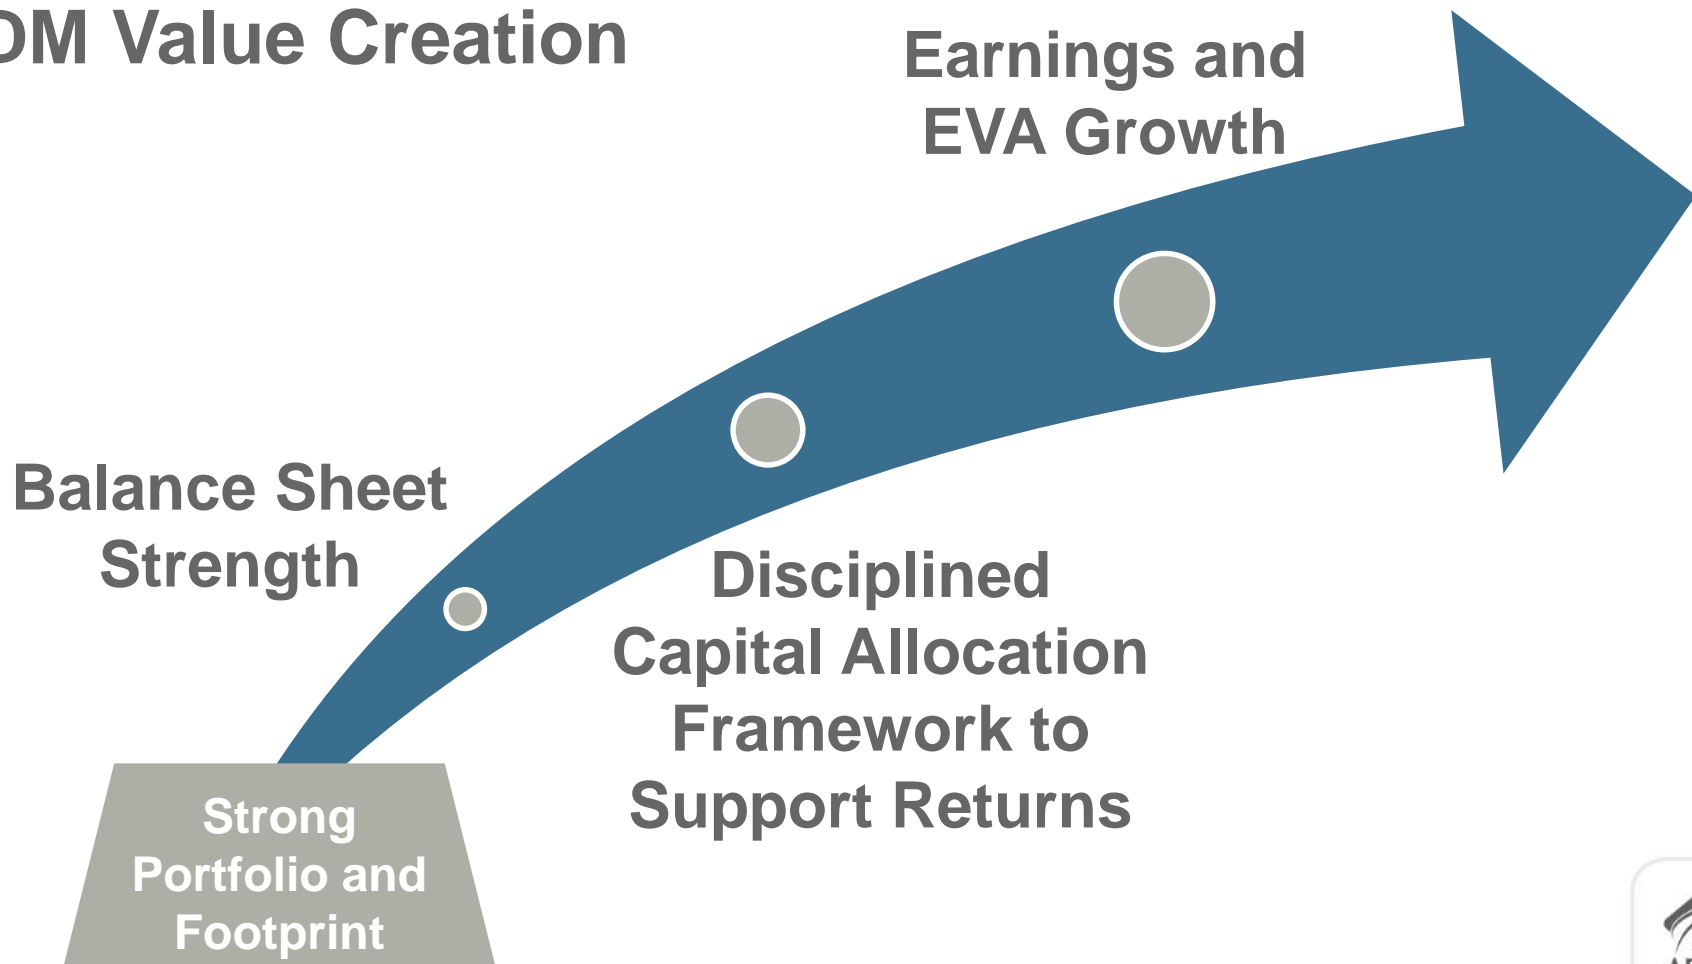 DM Value Creation
Earnings and
EVA Growth
Balance Sheet
Strength
Disciplined
Capital Allocation
Framework to
Support Returns
Strong
Portfolio and
Footprint